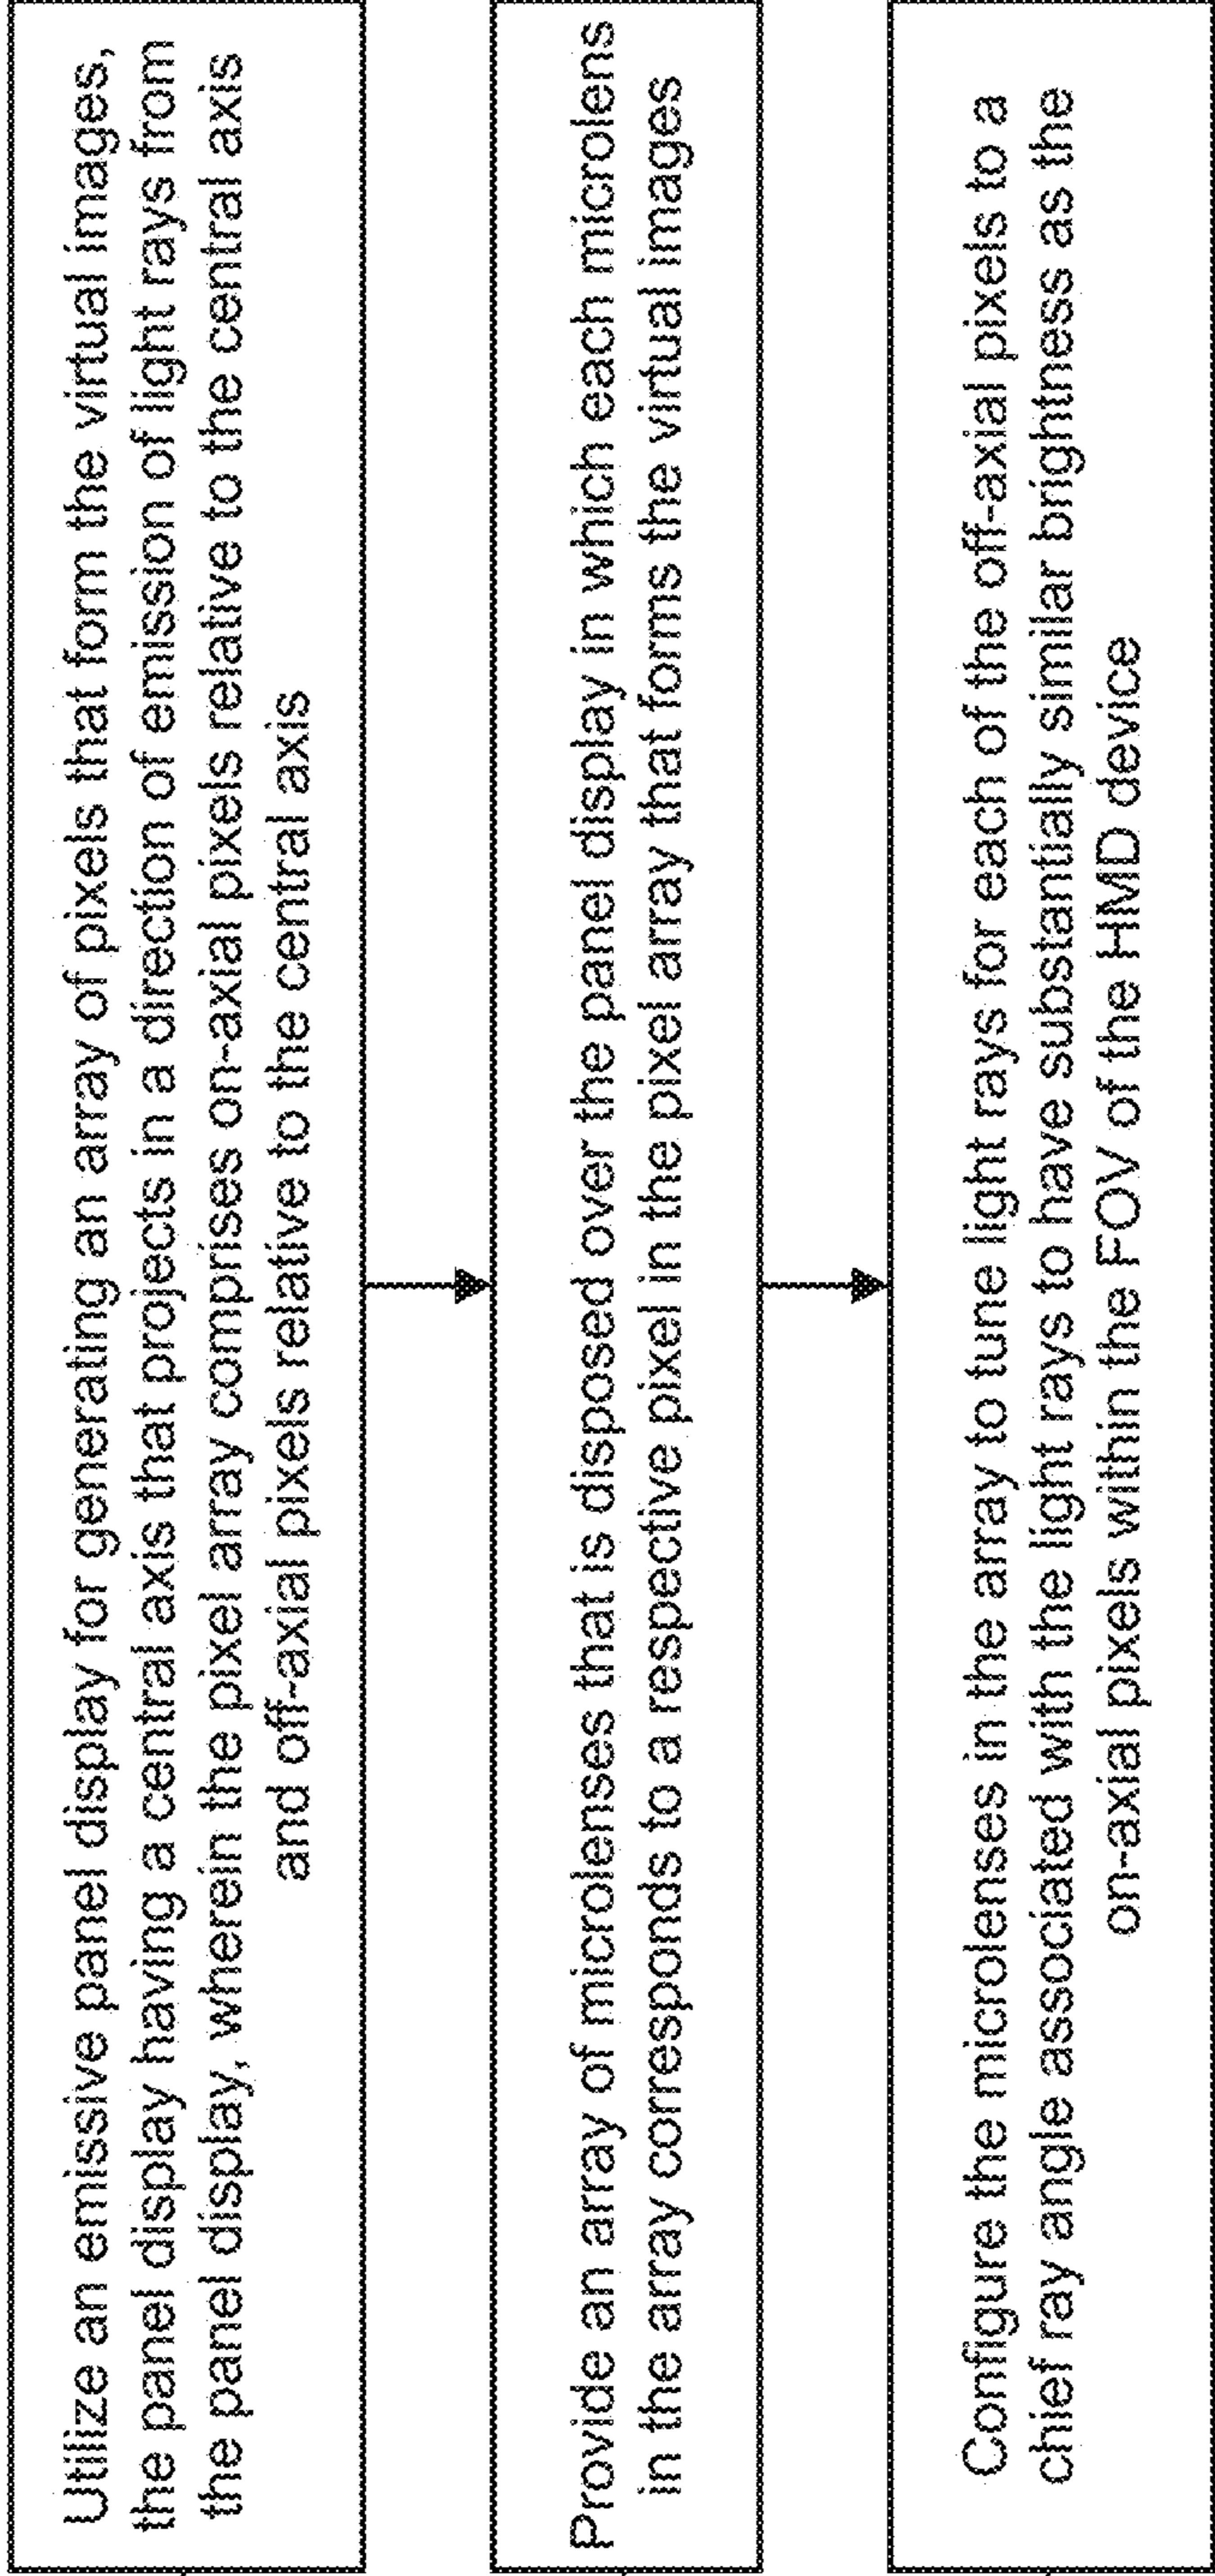 Utilize an emissive panel display for generating an array of pixels that form the virtual images,
the panel display having a central axis that projects in a direction of emission of light rays from
the panel display, wherein the pixel array comprises on-axial pixels relative to the central axis
and off-axial pixels relative to the central axis
Provide an array of microlenses that is disposed over the panel display in which each microlens
in the array corresponds to a respective pixel in the pixel array that forms the virtual images
Configure the microlenses in the array to tune light rays for each of the off-axial pixels to a
chief ray angle associated with the light rays to have substantially similar brightness as the
on-axial pixels within the FOV of the HMD device